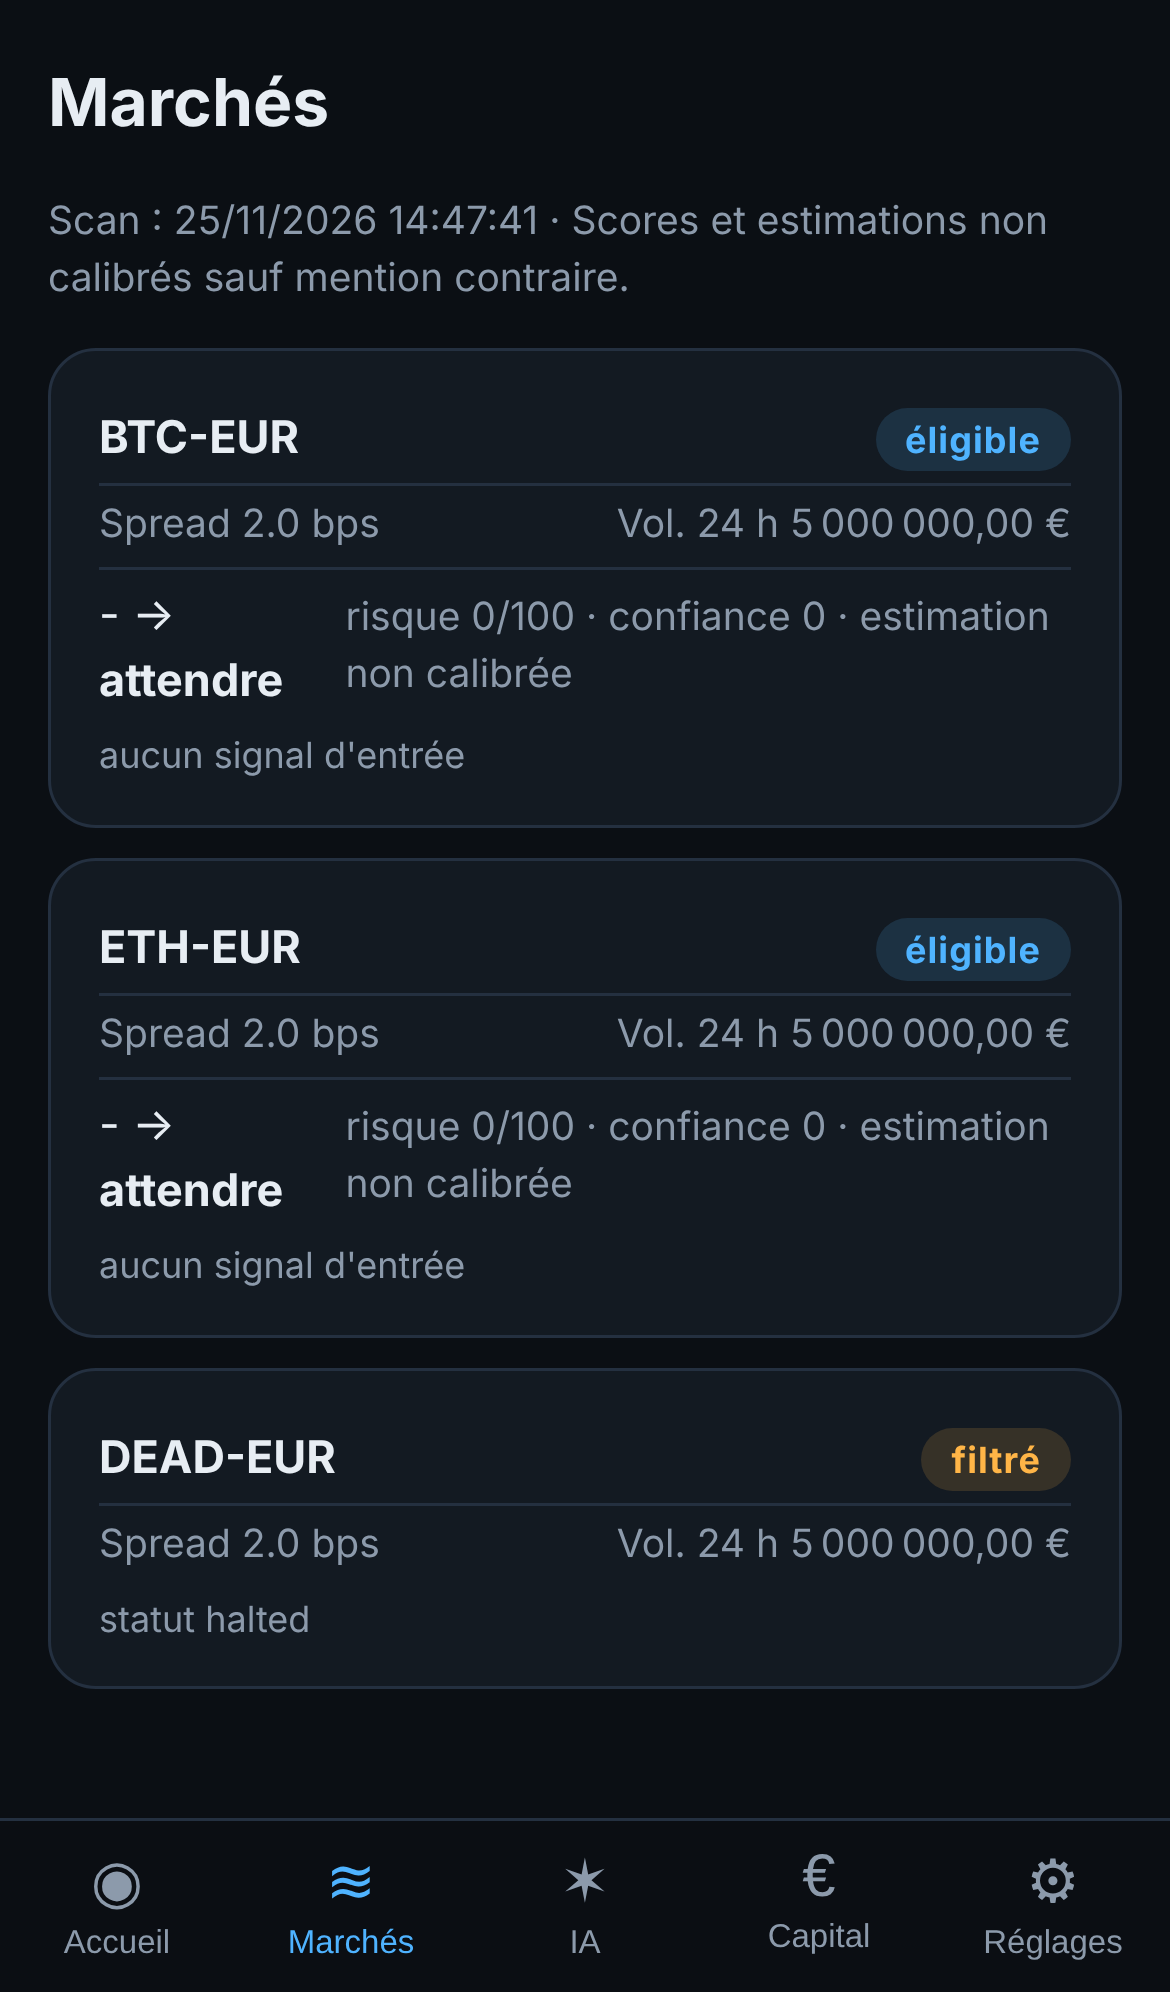 Marchés
Scan : 25/11/2026 14:47:41 · Scores et estimations non
calibrés sauf mention contraire.
BTC-EUR
éligible
Spread 2.0 bps
Vol. 24 h 5 000 000,00 €
- →
attendre
risque 0/100 · confiance 0 · estimation
non calibrée
aucun signal d'entrée
ETH-EUR
éligible
Spread 2.0 bps
Vol. 24 h 5 000 000,00 €
- →
attendre
risque 0/100 · confiance 0 · estimation
non calibrée
aucun signal d'entrée
DEAD-EUR
filtré
Spread 2.0 bps
Vol. 24 h 5 000 000,00 €
statut halted
Accueil
Marchés
IA
€
Capital
Réglages